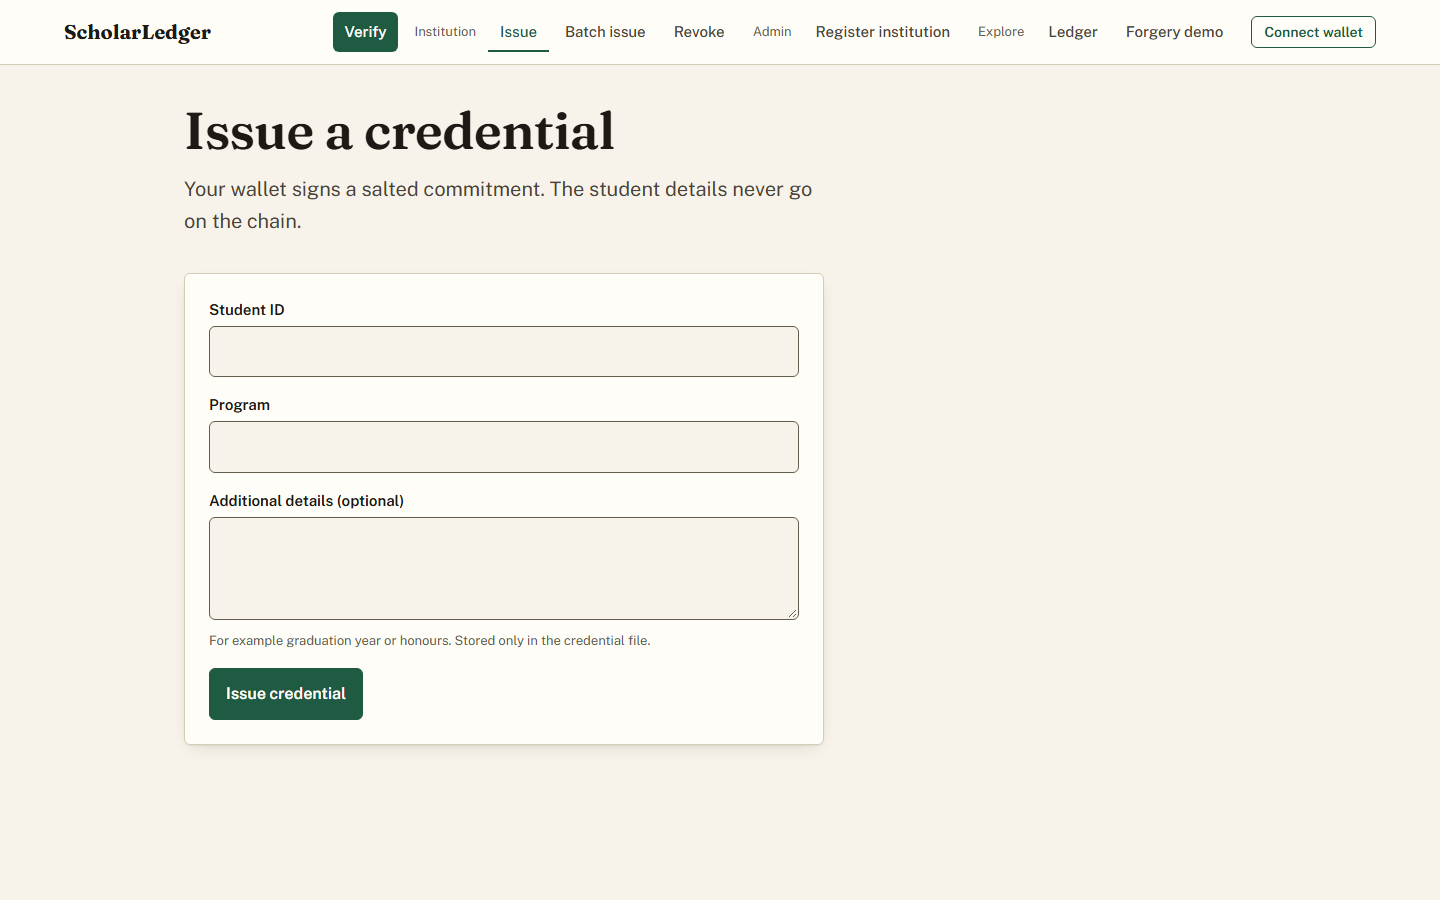 ScholarLedger Verify Institution Issue Batch issue Revoke Admin Register institution Explore Ledger Forgery demo Connect wallet
Issue a credential
Your wallet signs a salted commitment. The student details never go
on the chain.
Student ID
Program
Additional details (optional)
For example graduation year or honours. Stored only in the credential file.
Issue credential